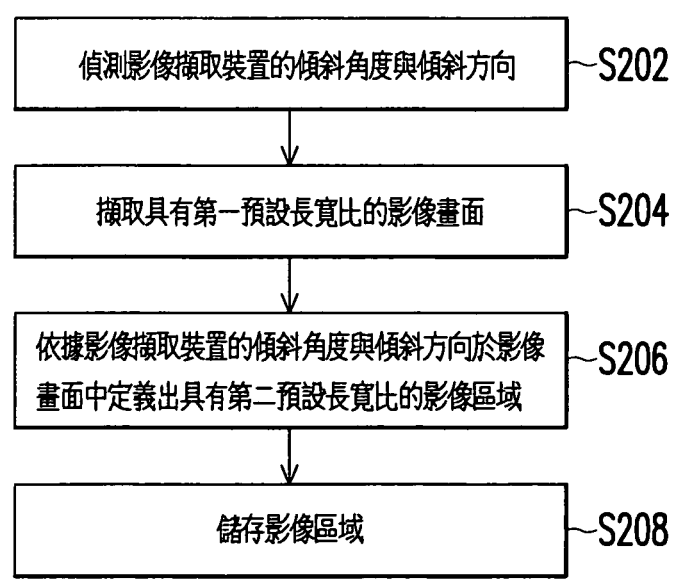 偵測影像擷取裝置的傾斜角度與傾斜方向
S202
擷取具有第一預設長寬比的影像畫面
S204
依據影像擷取裝置的傾斜角度與傾斜方向於影像
畫面中定義出具有第二預設長寬比的影像區域
S206
儲存影像區域
S208